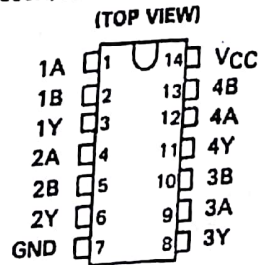 (TOP VIEW)
1A 1 14 VCC
1B 2 13 4B
1Y 3 12 4A
2A 4 11 4Y
2B 5 10 3B
2Y 6 9 3A
GND 7 8 3Y